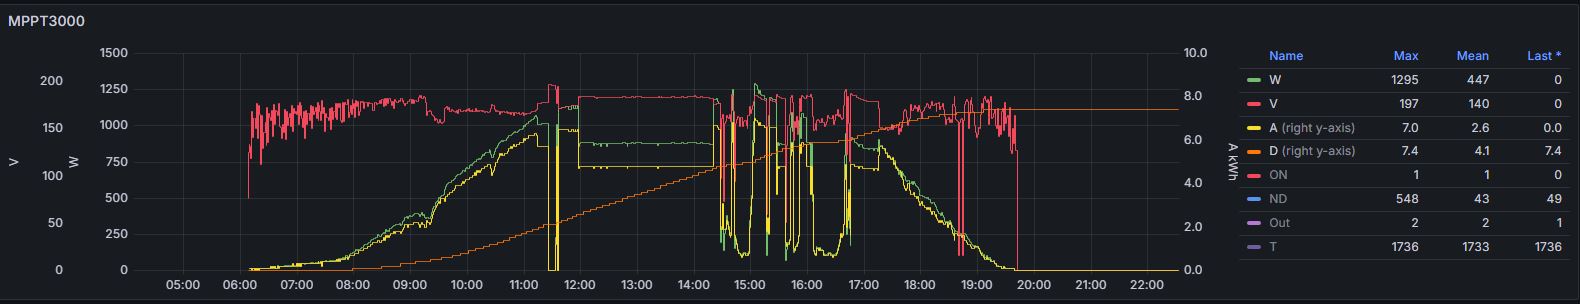 MPPT3000
V
200
150
100
50
0
W
1500
1250
1000
750
500
250
0
10.0
8.0
6.0
4.0
2.0
0.0
A kWh
05:00 06:00 07:00 08:00 09:00 10:00 11:00 12:00 13:00 14:00 15:00 16:00 17:00 18:00 19:00 20:00 21:00 22:00
Name Max Mean Last *
W 1295 447 0
V 197 140 0
A (right y-axis) 7.0 2.6 0.0
D (right y-axis) 7.4 4.1 7.4
ON 1 1 0
ND 548 43 49
Out 2 2 1
T 1736 1733 1736